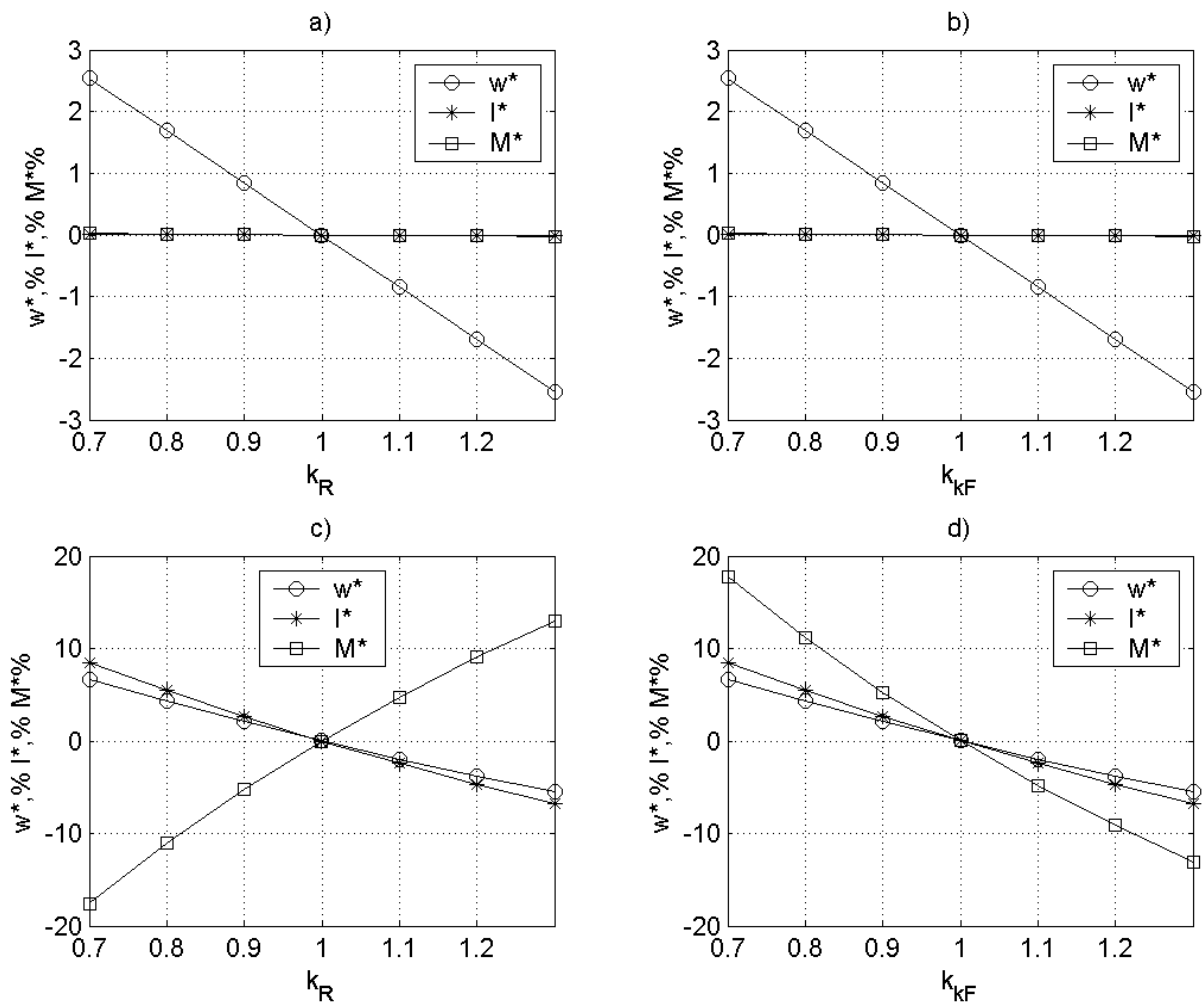 a)
3
2
1
0
-1
-2
-3
w*,% I*,% M*%
w*
I*
M*
0.7 0.8 0.9 1 1.1 1.2
k_R
b)
3
2
1
0
-1
-2
-3
w*,% I*,% M*%
w*
I*
M*
0.7 0.8 0.9 1 1.1 1.2
k_kF
c)
20
10
0
-10
-20
w*,% I*,% M*%
w*
I*
M*
0.7 0.8 0.9 1 1.1 1.2
k_R
d)
20
10
0
-10
-20
w*,% I*,% M*%
w*
I*
M*
0.7 0.8 0.9 1 1.1 1.2
k_kF